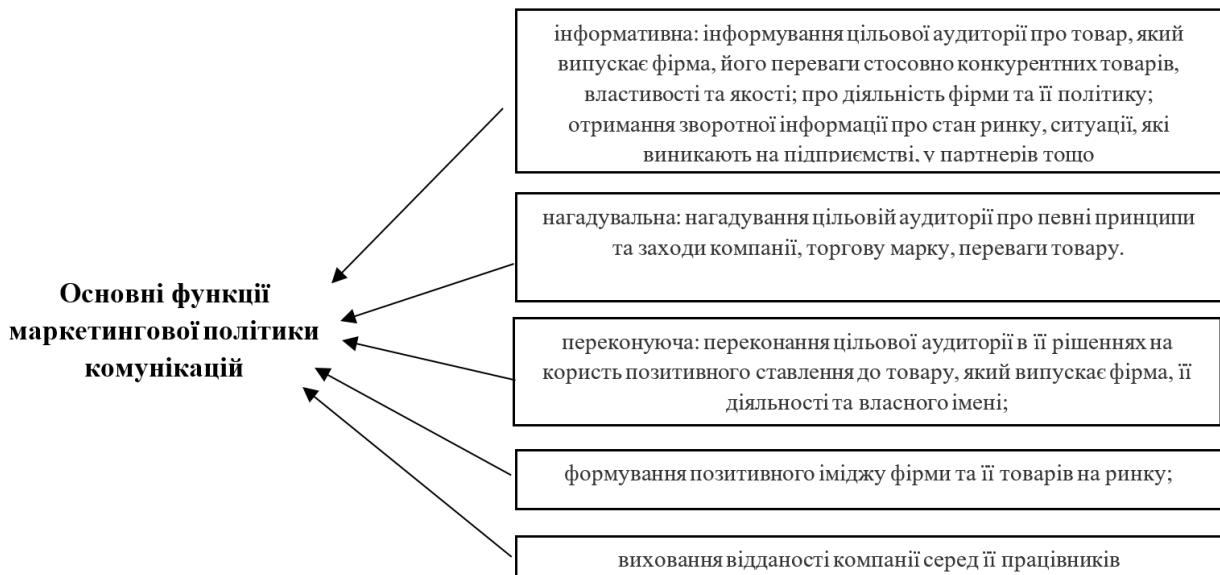 Основні функції
маркетингової політики
комунікацій
інформативна: інформування цільової аудиторії про товар, який
випускає фірма, його переваги стосовно конкурентних товарів,
властивості та якості; про діяльність фірми та її політику;
отримання зворотної інформації про стан ринку, ситуації, які
виникають на підприємстві, у партнерів тощо
нагадувальна: нагадування цільовій аудиторії про певні принципи
та заходи компанії, торгову марку, переваги товару.
переконуюча: переконання цільової аудиторії в її рішеннях на
користь позитивного ставлення до товару, який випускає фірма, її
діяльності та власного імені;
формування позитивного іміджу фірми та її товарів на ринку;
виховання відданості компанії серед її працівників